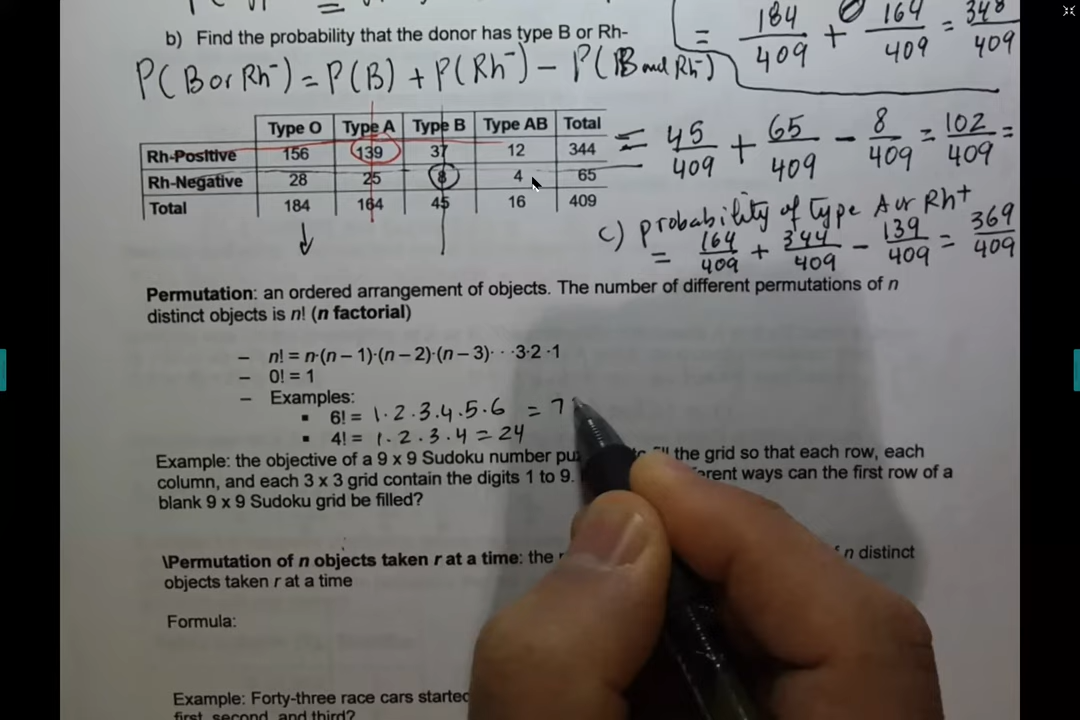 = 184/409 + 164/409 = 348/409
b) Find the probability that the donor has type B or Rh-
P(B or Rh⁻) = P(B) + P(Rh⁻) − P(B and Rh⁻)
Type O Type A Type B Type AB Total
Rh-Positive 156 139 37 12 344
Rh-Negative 28 25 8 4 65
Total 184 164 45 16 409
= 45/409 + 65/409 − 8/409 = 102/409 =
c) probability of type A or Rh+
= 164/409 + 344/409 − 139/409 = 369/409
Permutation: an ordered arrangement of objects. The number of different permutations of n
distinct objects is n! (n factorial)
– n! = n·(n – 1)·(n – 2)·(n – 3)· · ·3·2 ·1
– 0! = 1
– Examples:
▪ 6! = 1·2·3·4·5·6 = 7
▪ 4! = 1·2·3·4 = 24
Example: the objective of a 9 x 9 Sudoku number the grid so that each row, each
column, and each 3 x 3 grid contain the digits 1 to 9. ways can the first row of a
blank 9 x 9 Sudoku grid be filled?
\Permutation of n objects taken r at a time: the n distinct
objects taken r at a time
Formula:
Example: Forty-three race cars started
first, second, and third?